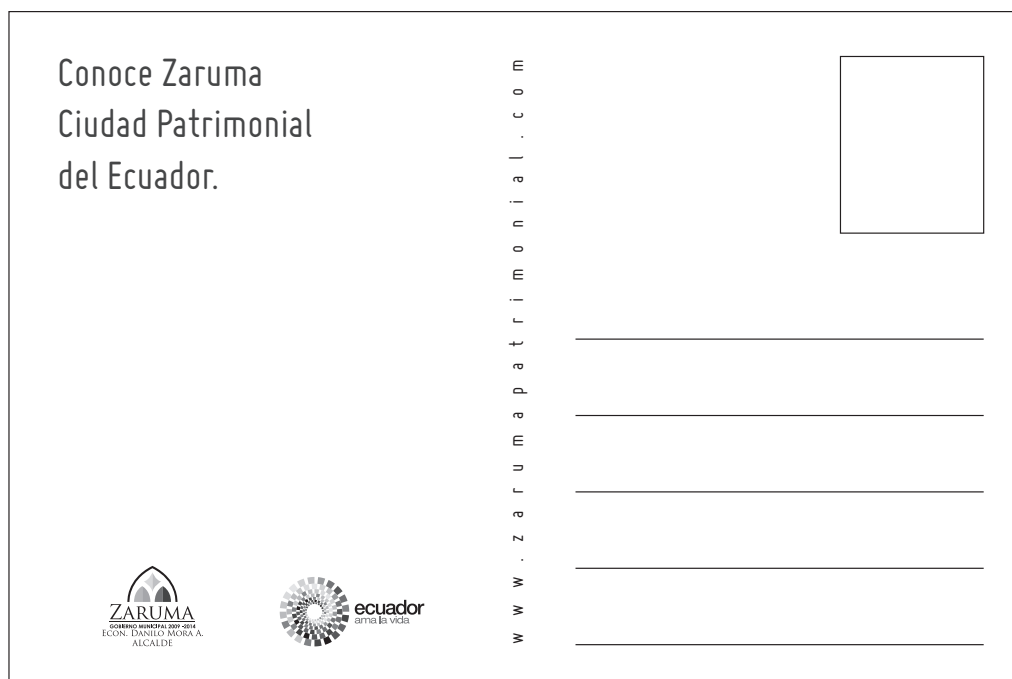 Conoce Zaruma
Ciudad Patrimonial
del Ecuador.
www.zarumapatrimonial.com
ZARUMA
GOBIERNO MUNICIPAL 2009 -2014
ECON. DANILO MORA A.
ALCALDE
ecuador
ama la vida